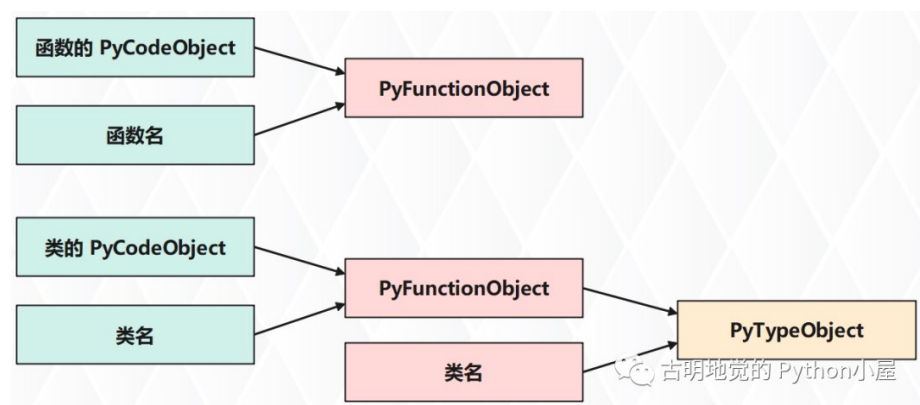 函数的 PyCodeObject
PyFunctionObject
函数名
类的 PyCodeObject
PyFunctionObject
类名
PyTypeObject
类名
古明地觉的 Python小屋